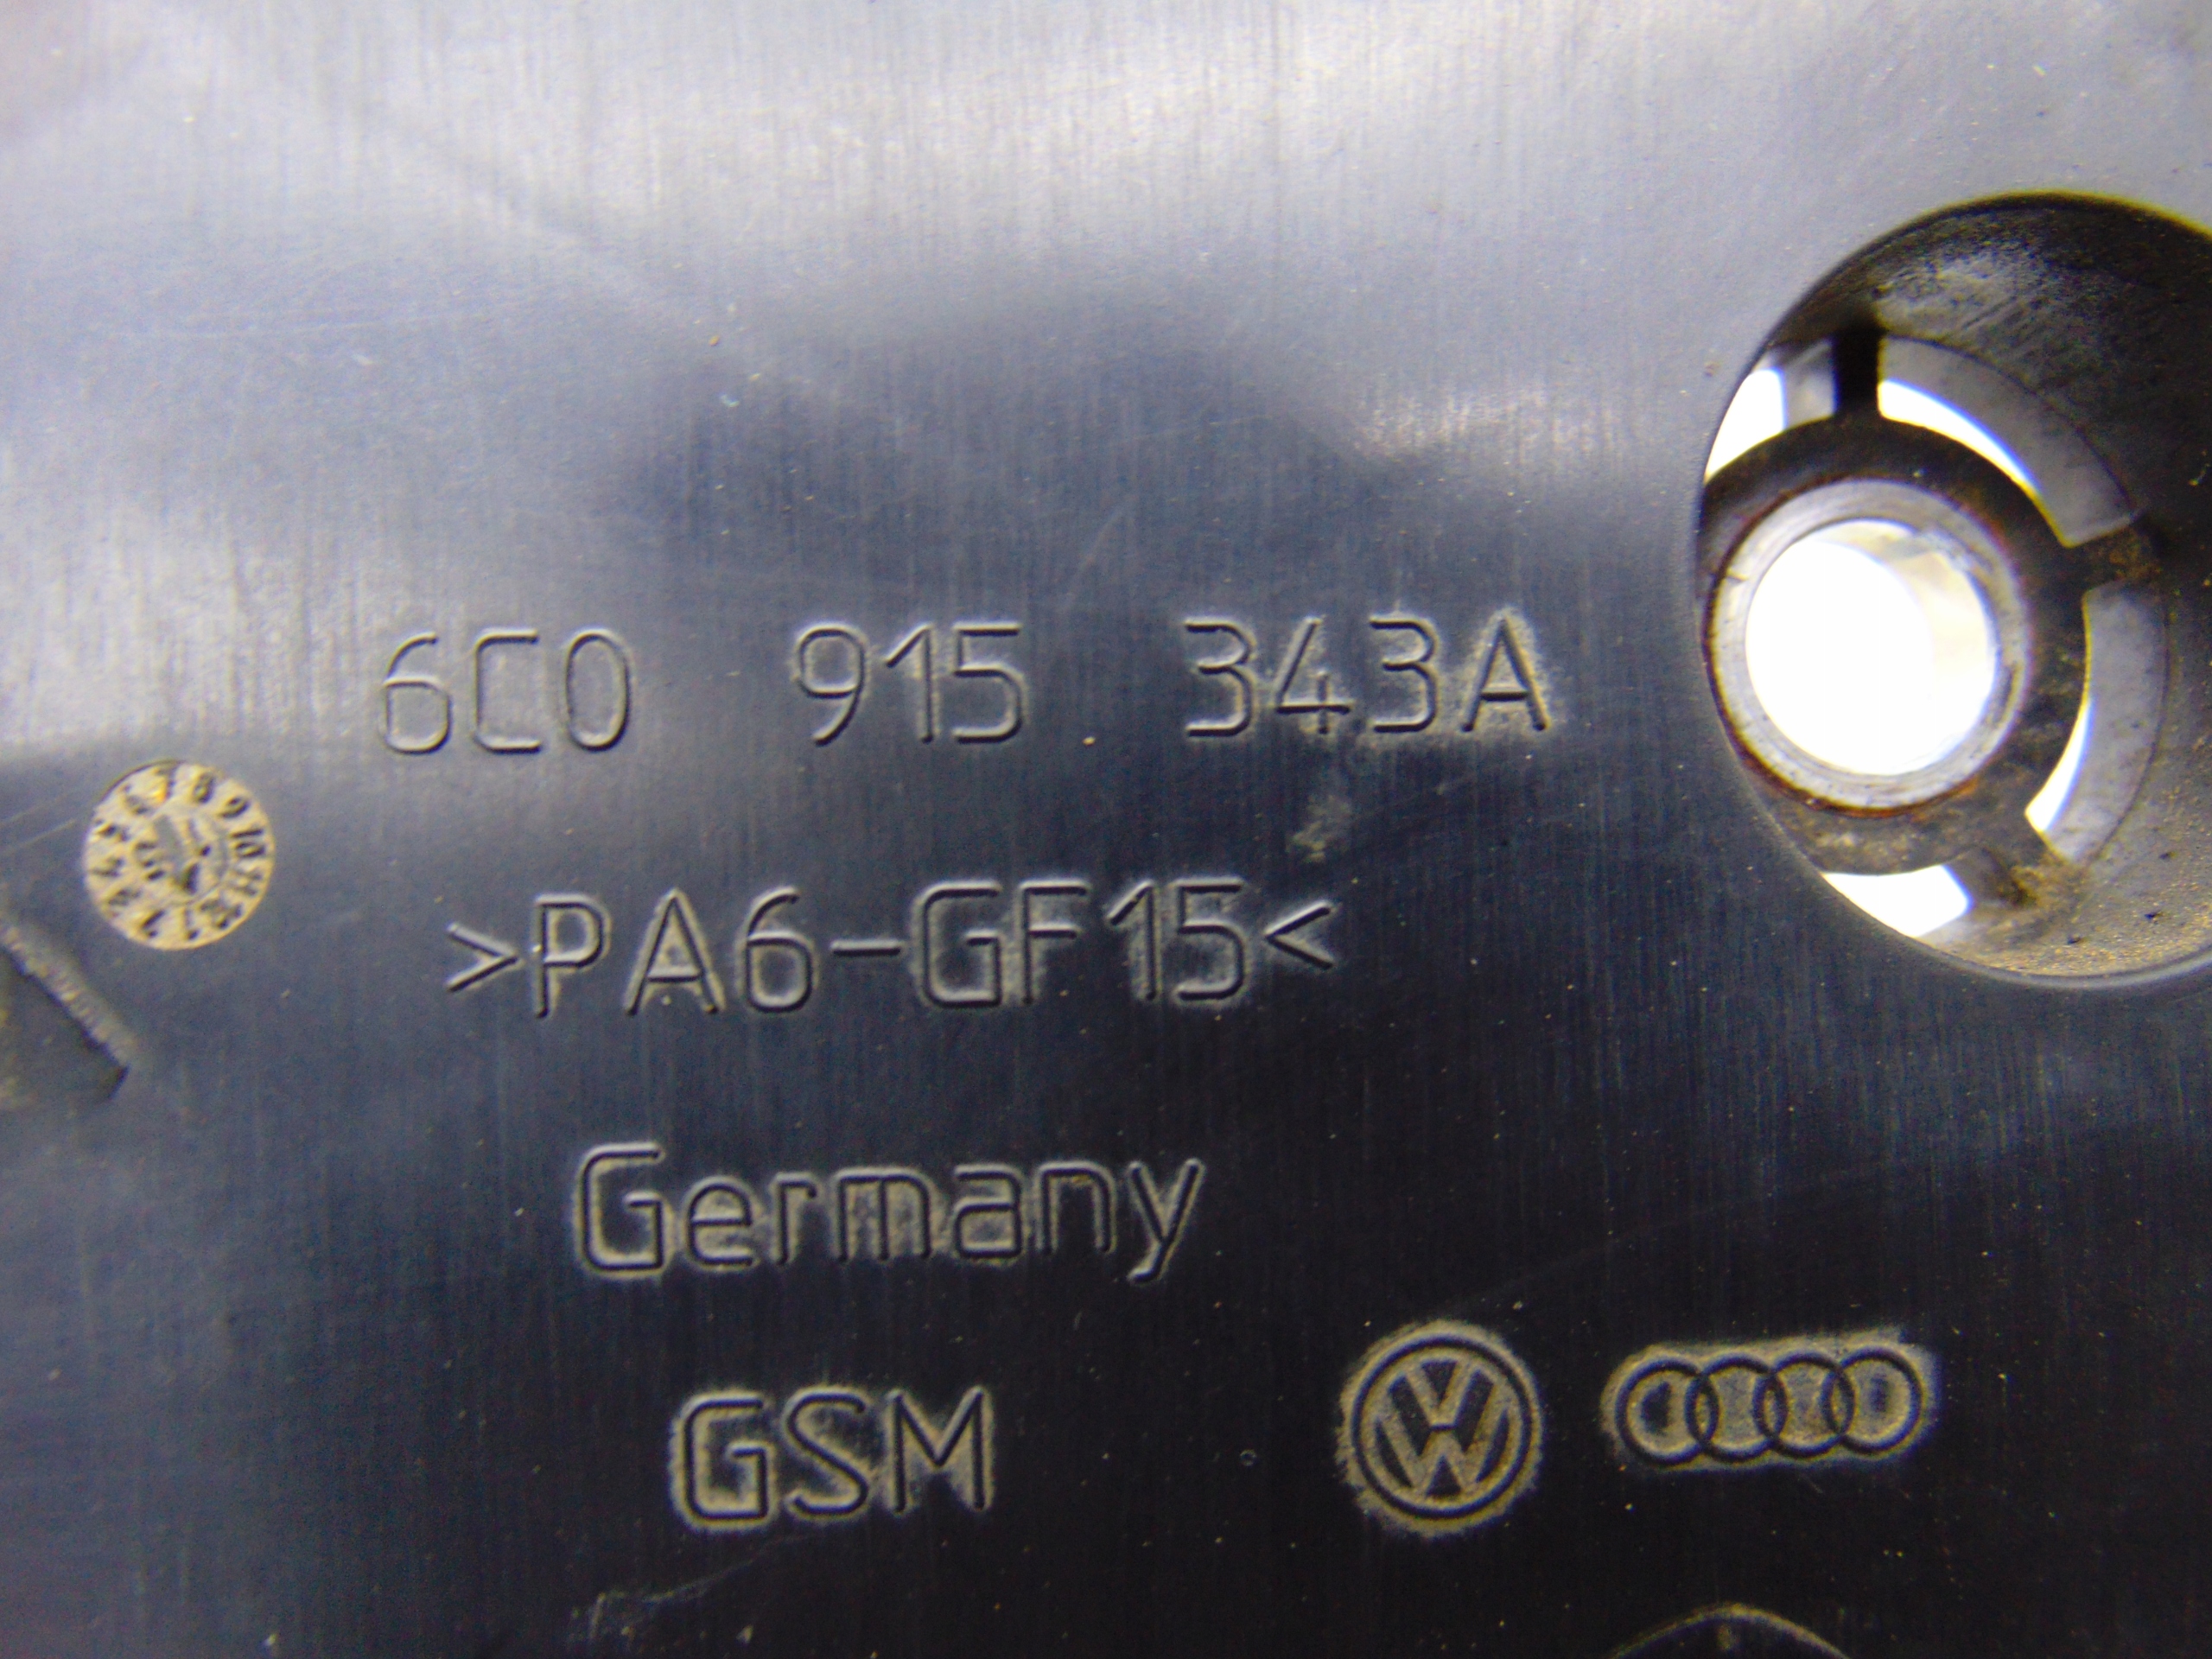 6C0 915 343A
>PA6-GF15<
Germany
GSM